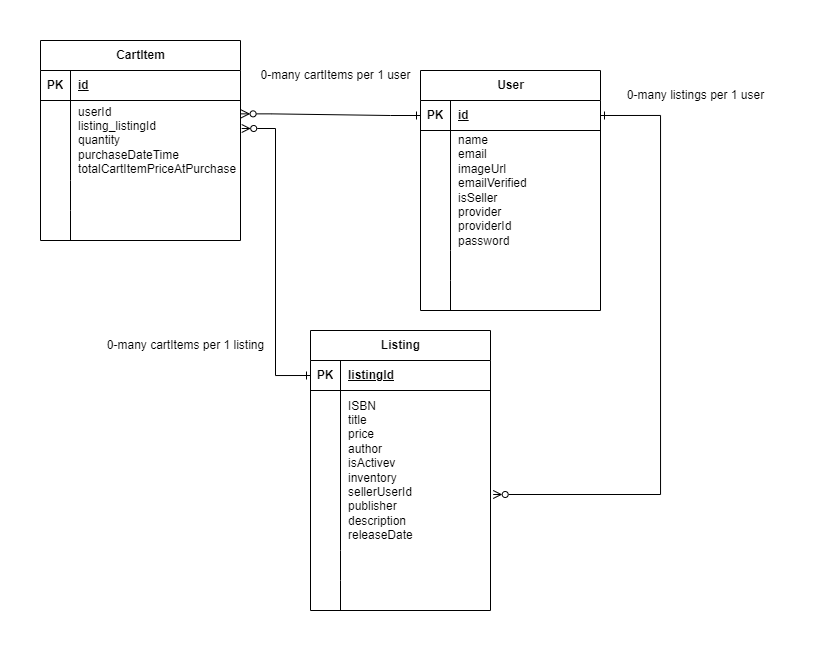 CartItem
PK id
userId
listing_listingId
quantity
purchaseDateTime
totalCartItemPriceAtPurchase
0-many cartItems per 1 user
User
PK id
name
email
imageUrl
emailVerified
isSeller
provider
providerId
password
0-many listings per 1 user
0-many cartItems per 1 listing
Listing
PK listingId
ISBN
title
price
author
isActivev
inventory
sellerUserId
publisher
description
releaseDate